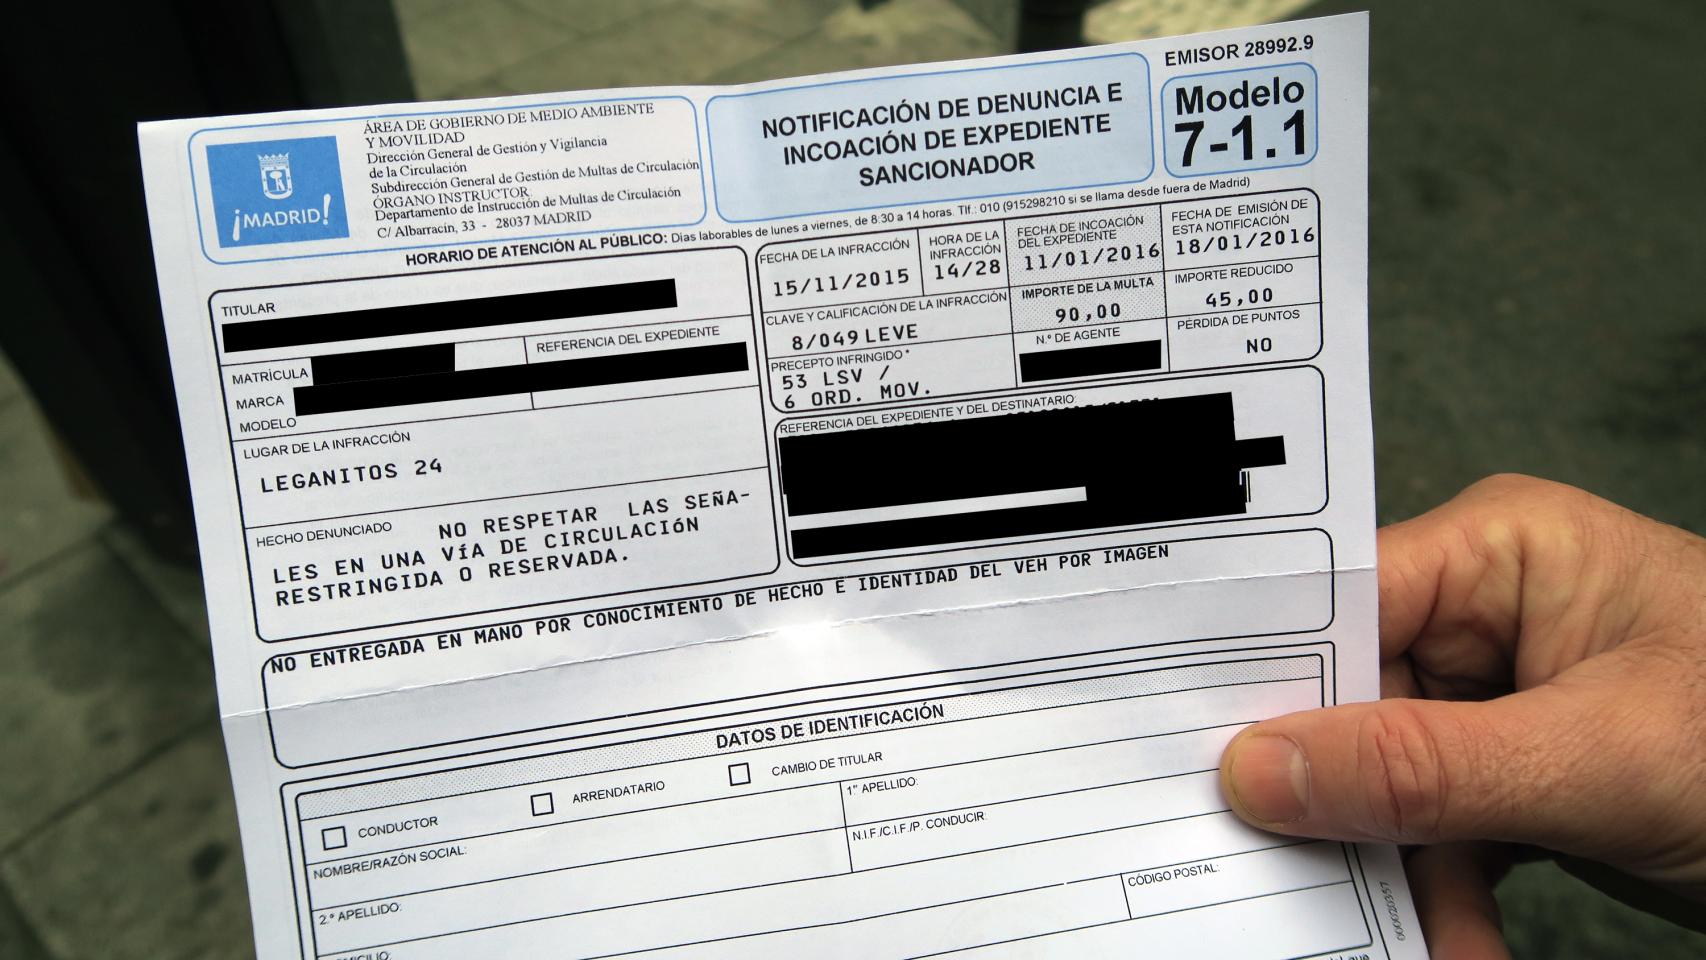 EMISOR 28992.9
Modelo
7-1.1
NOTIFICACIÓN DE DENUNCIA E
INCOACIÓN DE EXPEDIENTE
SANCIONADOR
¡MADRID!
ÁREA DE GOBIERNO DE MEDIO AMBIENTE
Y MOVILIDAD
Dirección General de Gestión y Vigilancia
de la Circulación
Subdirección General de Gestión de Multas de Circulación
ÓRGANO INSTRUCTOR:
Departamento de Instrucción de Multas de Circulación
C/ Albarracín, 33 - 28037 MADRID
HORARIO DE ATENCIÓN AL PÚBLICO: Días laborables de lunes a viernes, de 8:30 a 14 horas. Tlf.: 010 (915298210 si se llama desde fuera de Madrid)
TITULAR
MATRÍCULA
REFERENCIA DEL EXPEDIENTE
MARCA
MODELO
LUGAR DE LA INFRACCIÓN
LEGANITOS 24
HECHO DENUNCIADO
NO RESPETAR LAS SEÑA-
LES EN UNA VíA DE CIRCULACIóN
RESTRINGIDA O RESERVADA.
FECHA DE LA INFRACCIÓN
15/11/2015
HORA DE LA
INFRACCIÓN
14/28
FECHA DE INCOACIÓN
DEL EXPEDIENTE
11/01/2016
FECHA DE EMISIÓN DE
ESTA NOTIFICACIÓN
18/01/2016
CLAVE Y CALIFICACIÓN DE LA INFRACCIÓN
8/049 LEVE
IMPORTE DE LA MULTA
90,00
IMPORTE REDUCIDO
45,00
PRECEPTO INFRINGIDO *
53 LSV /
6 ORD. MOV.
N.º DE AGENTE
PÉRDIDA DE PUNTOS
NO
REFERENCIA DEL EXPEDIENTE Y DEL DESTINATARIO:
NO ENTREGADA EN MANO POR CONOCIMIENTO DE HECHO E IDENTIDAD DEL VEH POR IMAGEN
DATOS DE IDENTIFICACIÓN
CONDUCTOR
ARRENDATARIO
CAMBIO DE TITULAR
NOMBRE/RAZÓN SOCIAL:
1º APELLIDO:
2.º APELLIDO:
N.I.F./C.I.F./P. CONDUCIR:
CÓDIGO POSTAL: